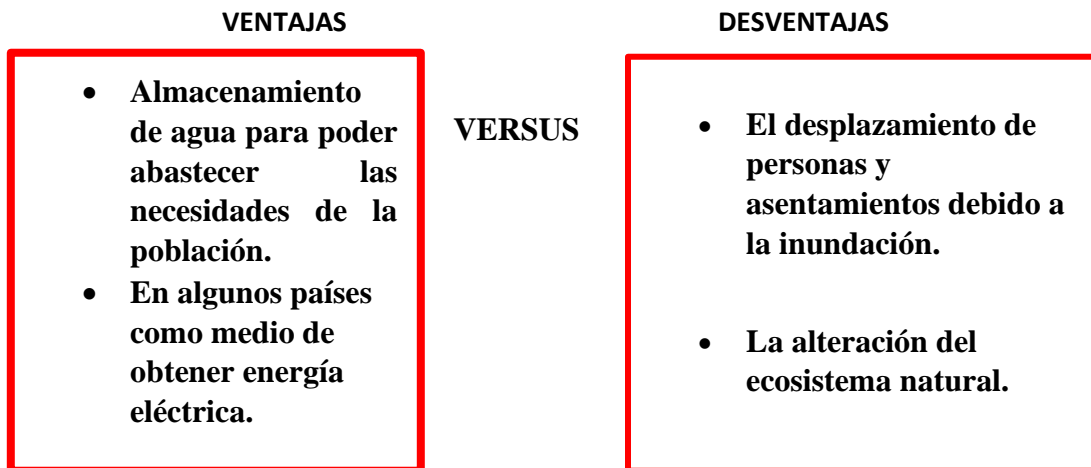 VENTAJAS
DESVENTAJAS
• Almacenamiento
de agua para poder
abastecer las
necesidades de la
población.
• En algunos países
como medio de
obtener energía
eléctrica.
VERSUS
• El desplazamiento de
personas y
asentamientos debido a
la inundación.
• La alteración del
ecosistema natural.